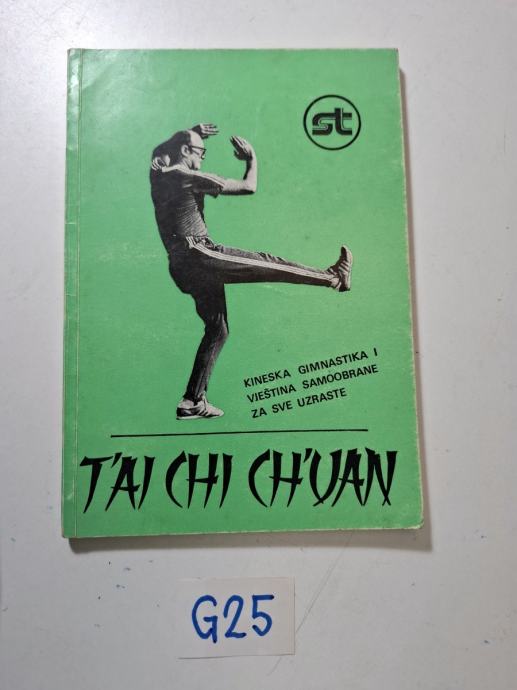 st
KINESKA GIMNASTIKA I
VJEŠTINA SAMOOBRANE
ZA SVE UZRASTE
T'AI CHI CH'UAN
G25